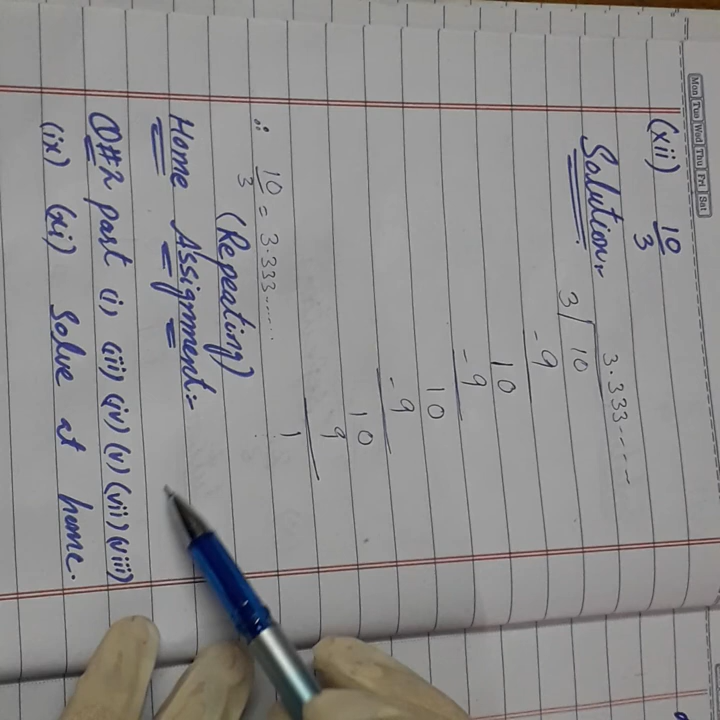 Mon Tue Wed Thu Fri Sat
(xii) 10/3
Solution:-
3.333.....
3 10
- 9
10
- 9
10
- 9
10
9
1
∴ 10/3 = 3.333.....
(Repeating)
Home Assignment:-
Q#2 part (i) (iii) (iv) (v) (vii) (viii)
(ix) (xi) Solve at home.